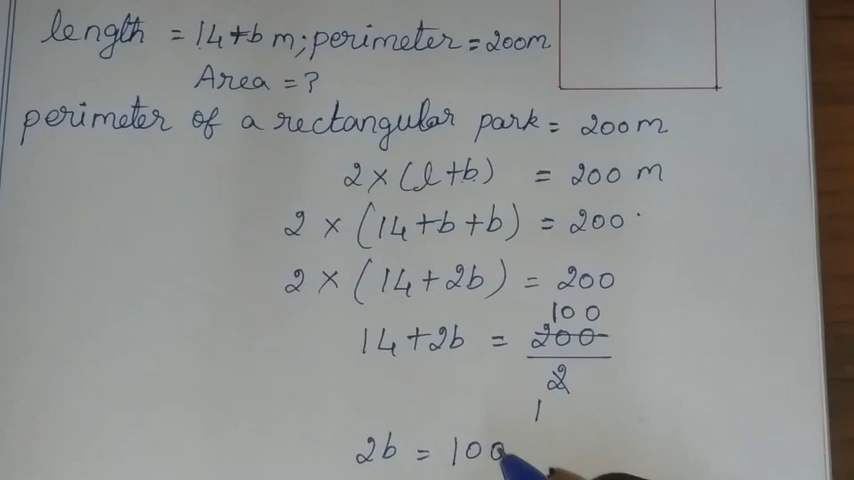 length = 14+b m; perimeter = 200m
Area = ?
perimeter of a rectangular park = 200m
2 × (l+b) = 200 m
2 × (14+b+b) = 200
2 × (14+2b) = 200
100
14+2b = 200
2
1
2b = 100